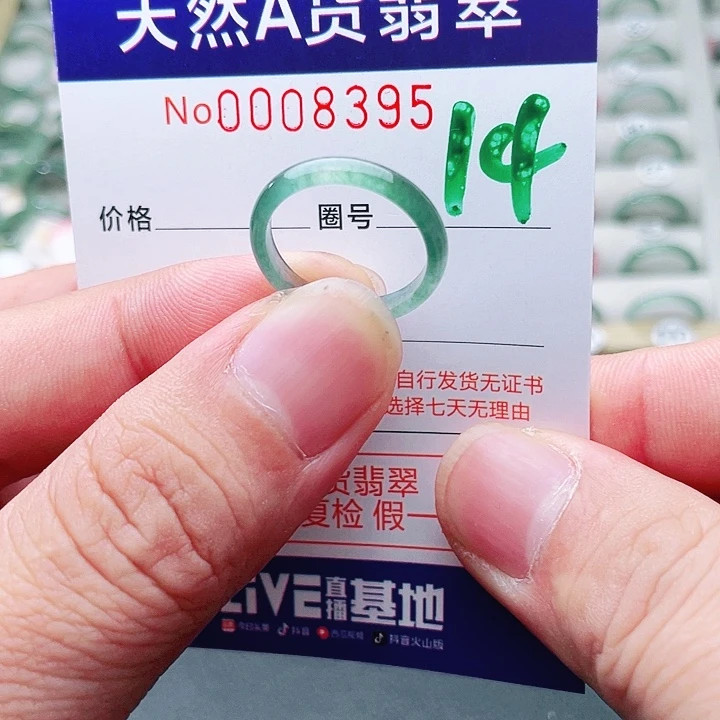 天然A货翡翠
No.0008395
14
价格 圈号
自行发货无证书
选择七天无理由
货翡翠
复检 假一
LIVE直播基地
今日头条 抖音 西瓜视频 抖音火山版